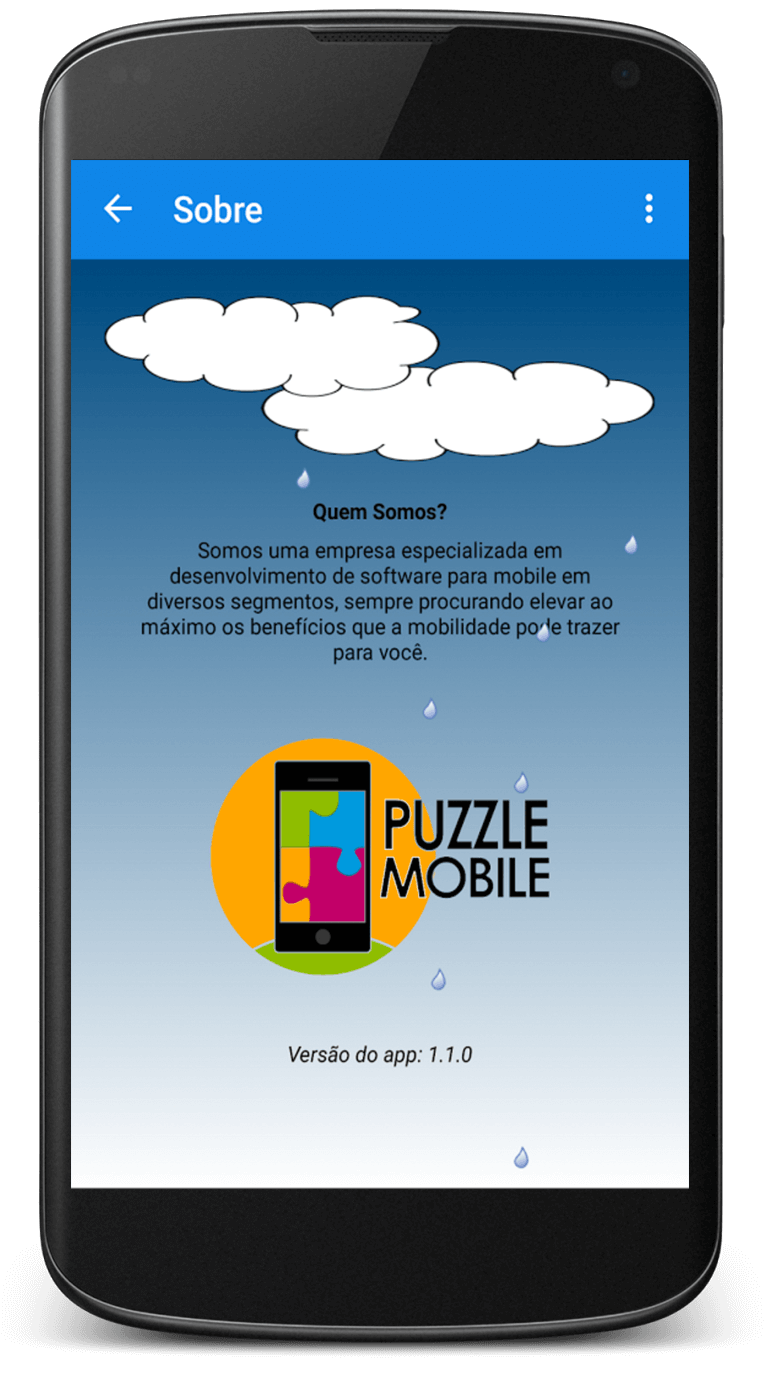 Sobre
Quem Somos?
Somos uma empresa especializada em
desenvolvimento de software para mobile em
diversos segmentos, sempre procurando elevar ao
máximo os benefícios que a mobilidade pode trazer
para você.
PUZZLE
MOBILE
Versão do app: 1.1.0